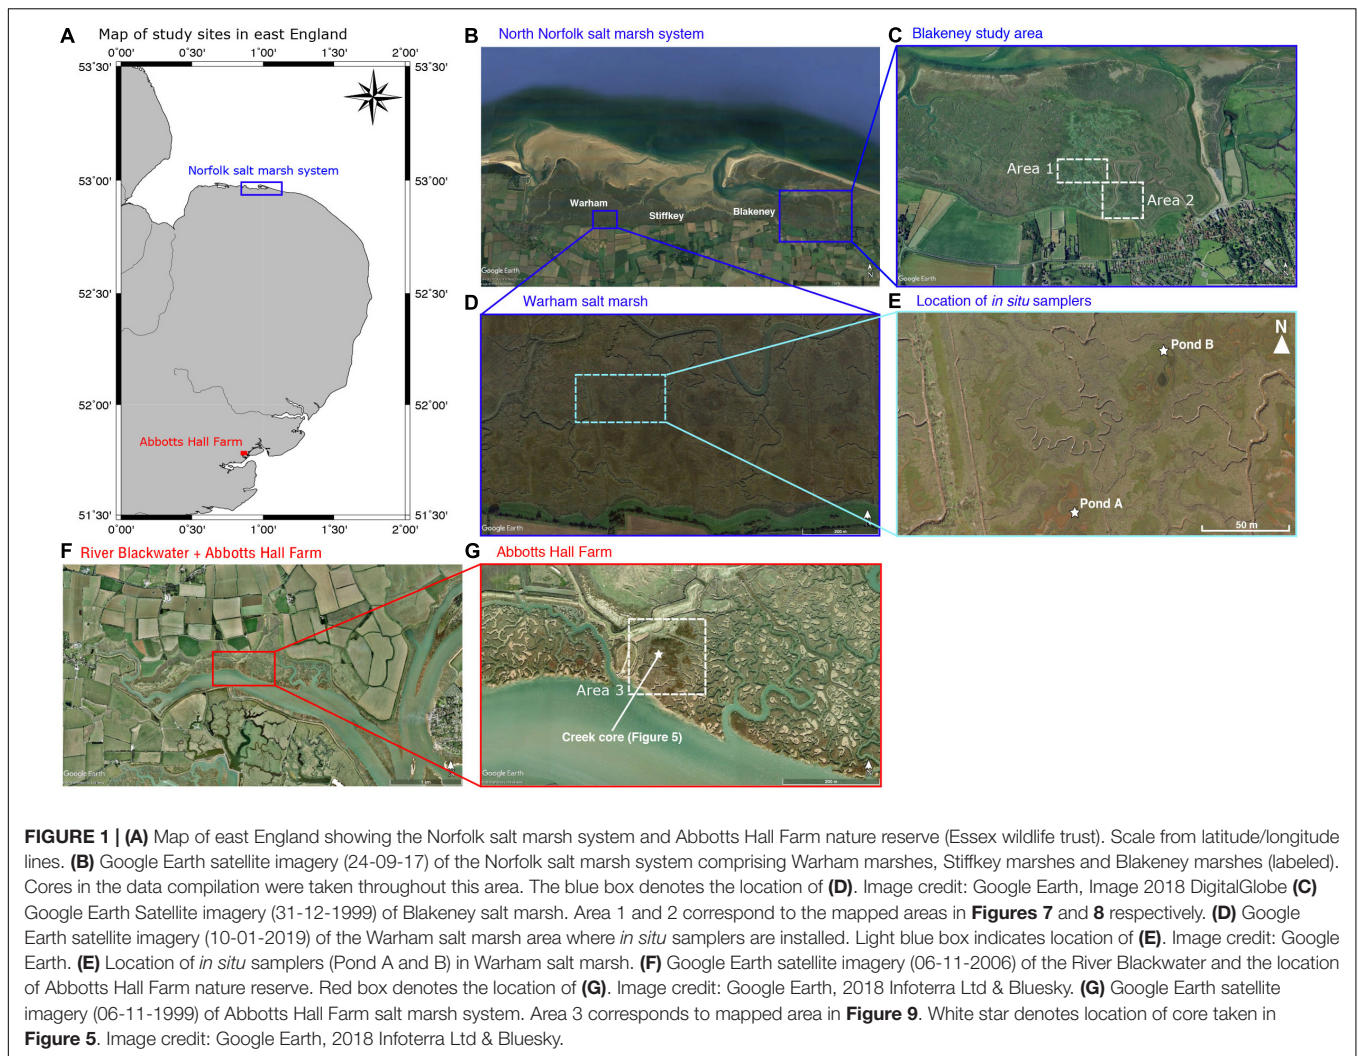 A Map of study sites in east England
0°00' 0°30' 1°00' 1°30' 2°00'
53°30' 53°30'
53°00' 53°00'
52°30' 52°30'
52°00' 52°00'
51°30' 51°30'
0°00' 0°30' 1°00' 1°30' 2°00'
Norfolk salt marsh system
Abbotts Hall Farm
B North Norfolk salt marsh system
Warham
Stiffkey
Blakeney
Google Earth
N
C Blakeney study area
Area 1
Area 2
Google Earth
N
D Warham salt marsh
Google Earth
200 m
E Location of in situ samplers
N
Pond B
Pond A
50 m
F River Blackwater + Abbotts Hall Farm
Google Earth
1 km
N
G Abbotts Hall Farm
Area 3
Creek core (Figure 5)
Google Earth
200 m
N
FIGURE 1 | (A) Map of east England showing the Norfolk salt marsh system and Abbotts Hall Farm nature reserve (Essex wildlife trust). Scale from latitude/longitude
lines. (B) Google Earth satellite imagery (24-09-17) of the Norfolk salt marsh system comprising Warham marshes, Stiffkey marshes and Blakeney marshes (labeled).
Cores in the data compilation were taken throughout this area. The blue box denotes the location of (D). Image credit: Google Earth, Image 2018 DigitalGlobe (C)
Google Earth Satellite imagery (31-12-1999) of Blakeney salt marsh. Area 1 and 2 correspond to the mapped areas in Figures 7 and 8 respectively. (D) Google
Earth satellite imagery (10-01-2019) of the Warham salt marsh area where in situ samplers are installed. Light blue box indicates location of (E). Image credit: Google
Earth. (E) Location of in situ samplers (Pond A and B) in Warham salt marsh. (F) Google Earth satellite imagery (06-11-2006) of the River Blackwater and the location
of Abbotts Hall Farm nature reserve. Red box denotes the location of (G). Image credit: Google Earth, 2018 Infoterra Ltd & Bluesky. (G) Google Earth satellite
imagery (06-11-1999) of Abbotts Hall Farm salt marsh system. Area 3 corresponds to mapped area in Figure 9. White star denotes location of core taken in
Figure 5. Image credit: Google Earth, 2018 Infoterra Ltd & Bluesky.